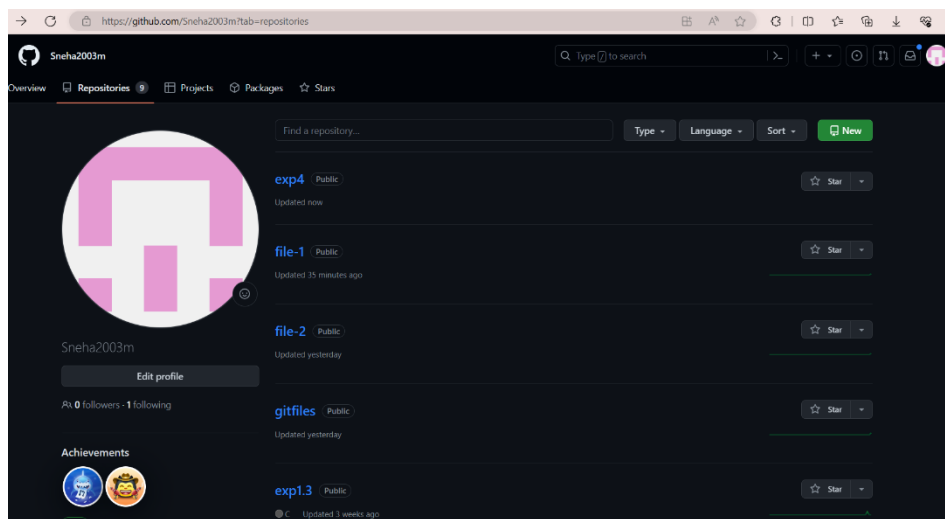 https://github.com/Sneha2003m?tab=repositories
Sneha2003m
Type / to search
Overview Repositories 9 Projects Packages Stars
Find a repository...
Type Language Sort New
exp4 Public
Star
Updated now
file-1 Public
Star
Updated 35 minutes ago
file-2 Public
Star
Updated yesterday
Sneha2003m
Edit profile
0 followers · 1 following
gitfiles Public
Star
Updated yesterday
Achievements
exp1.3 Public
Star
C Updated 3 weeks ago